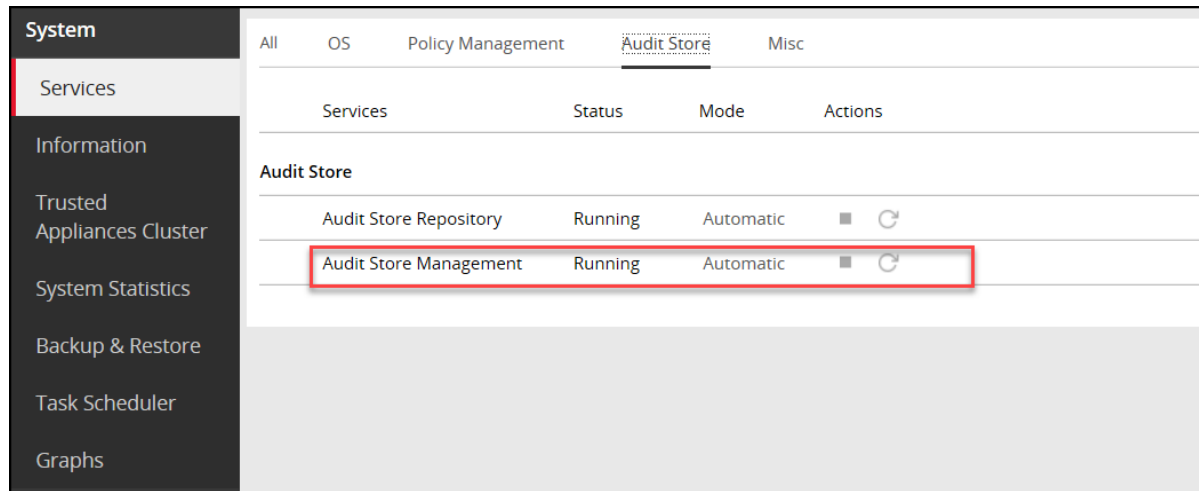 System
Services
Information
Trusted
Appliances Cluster
System Statistics
Backup & Restore
Task Scheduler
Graphs
All OS Policy Management Audit Store Misc
Services Status Mode Actions
Audit Store
Audit Store Repository Running Automatic
Audit Store Management Running Automatic